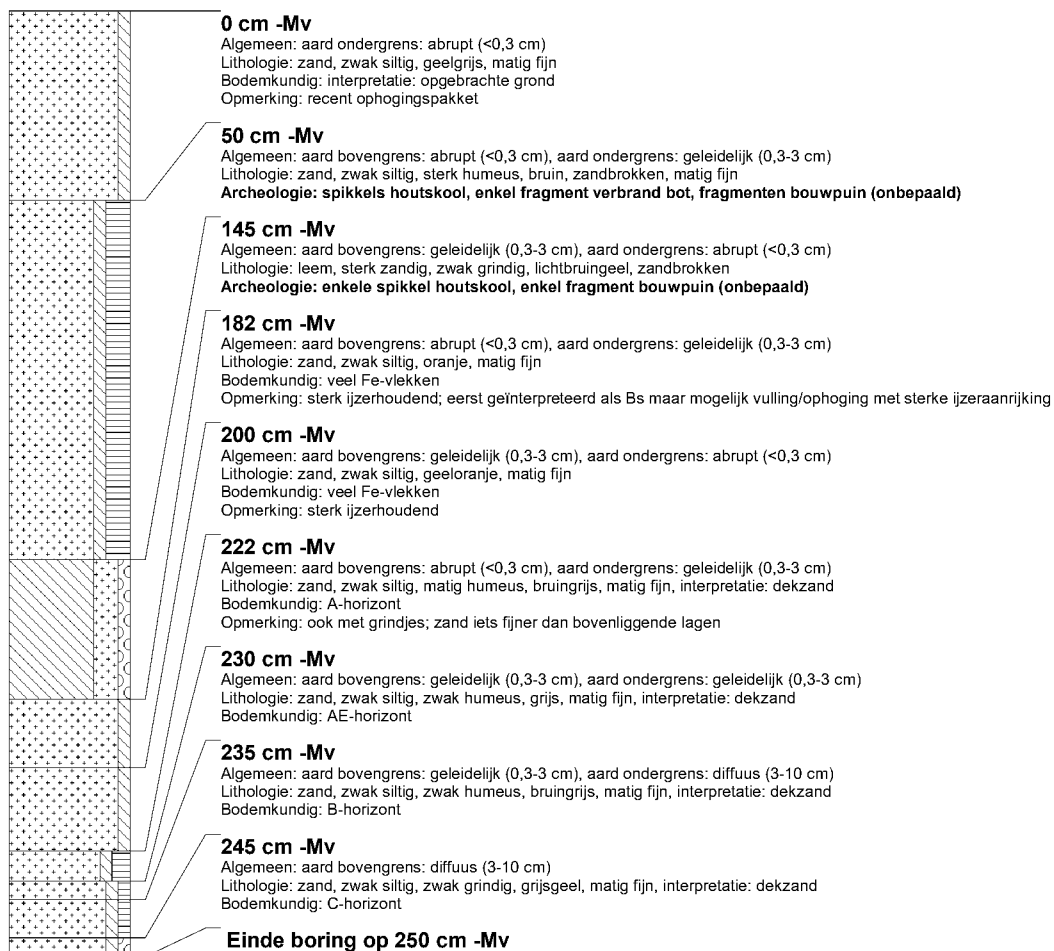 0 cm -Mv
Algemeen: aard ondergrens: abrupt (<0,3 cm)
Lithologie: zand, zwak siltig, geelgrijs, matig fijn
Bodemkundig: interpretatie: opgebrachte grond
Opmerking: recent ophogingspakket
50 cm -Mv
Algemeen: aard bovengrens: abrupt (<0,3 cm), aard ondergrens: geleidelijk (0,3-3 cm)
Lithologie: zand, zwak siltig, sterk humeus, bruin, zandbrokken, matig fijn
Archeologie: spikkels houtskool, enkel fragment verbrand bot, fragmenten bouwpuin (onbepaald)
145 cm -Mv
Algemeen: aard bovengrens: geleidelijk (0,3-3 cm), aard ondergrens: abrupt (<0,3 cm)
Lithologie: leem, sterk zandig, zwak grindig, lichtbruingeel, zandbrokken
Archeologie: enkele spikkel houtskool, enkel fragment bouwpuin (onbepaald)
182 cm -Mv
Algemeen: aard bovengrens: abrupt (<0,3 cm), aard ondergrens: geleidelijk (0,3-3 cm)
Lithologie: zand, zwak siltig, oranje, matig fijn
Bodemkundig: veel Fe-vlekken
Opmerking: sterk ijzerhoudend; eerst geïnterpreteerd als Bs maar mogelijk vulling/ophoging met sterke ijzeraanrijking
200 cm -Mv
Algemeen: aard bovengrens: geleidelijk (0,3-3 cm), aard ondergrens: abrupt (<0,3 cm)
Lithologie: zand, zwak siltig, geeloranje, matig fijn
Bodemkundig: veel Fe-vlekken
Opmerking: sterk ijzerhoudend
222 cm -Mv
Algemeen: aard bovengrens: abrupt (<0,3 cm), aard ondergrens: geleidelijk (0,3-3 cm)
Lithologie: zand, zwak siltig, matig humeus, bruingrijs, matig fijn, interpretatie: dekzand
Bodemkundig: A-horizont
Opmerking: ook met grindjes; zand iets fijner dan bovenliggende lagen
230 cm -Mv
Algemeen: aard bovengrens: geleidelijk (0,3-3 cm), aard ondergrens: geleidelijk (0,3-3 cm)
Lithologie: zand, zwak siltig, zwak humeus, grijs, matig fijn, interpretatie: dekzand
Bodemkundig: AE-horizont
235 cm -Mv
Algemeen: aard bovengrens: geleidelijk (0,3-3 cm), aard ondergrens: diffuus (3-10 cm)
Lithologie: zand, zwak siltig, zwak humeus, bruingrijs, matig fijn, interpretatie: dekzand
Bodemkundig: B-horizont
245 cm -Mv
Algemeen: aard bovengrens: diffuus (3-10 cm)
Lithologie: zand, zwak siltig, zwak grindig, grijsgeel, matig fijn, interpretatie: dekzand
Bodemkundig: C-horizont
Einde boring op 250 cm -Mv